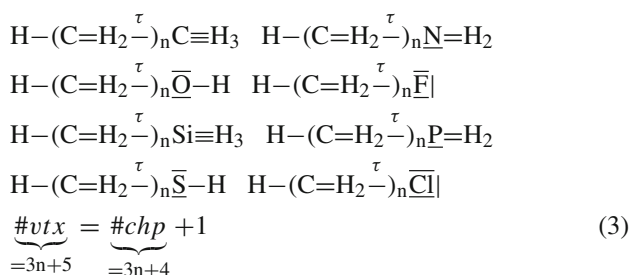 H−(C=H₂ −^τ)ₙC≡H₃ H−(C=H₂ −^τ)ₙN̲=H₂
H−(C=H₂ −^τ)ₙO̲̅−H H−(C=H₂ −^τ)ₙF̲̅|
H−(C=H₂ −^τ)ₙSi≡H₃ H−(C=H₂ −^τ)ₙP̲=H₂
H−(C=H₂ −^τ)ₙS̲̅−H H−(C=H₂ −^τ)ₙC̲̅l̲̅|
#vtx = #chp +1 (3)
=3n+5 =3n+4